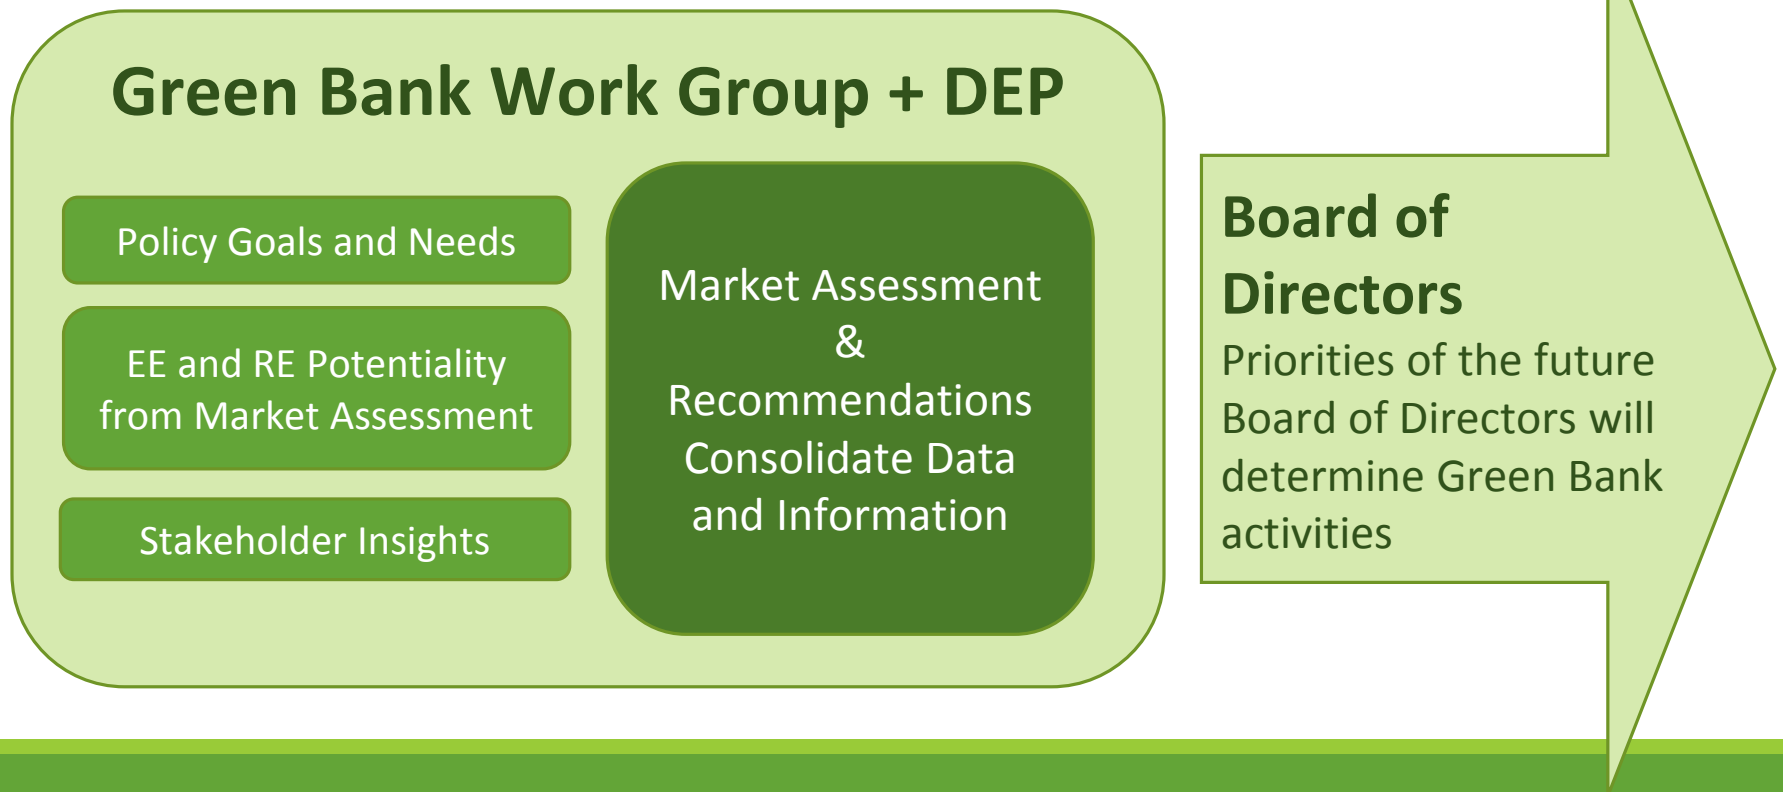 Green Bank Work Group + DEP
Policy Goals and Needs
EE and RE Potentiality
from Market Assessment
Stakeholder Insights
Market Assessment
&
Recommendations
Consolidate Data
and Information
Board of
Directors
Priorities of the future
Board of Directors will
determine Green Bank
activities